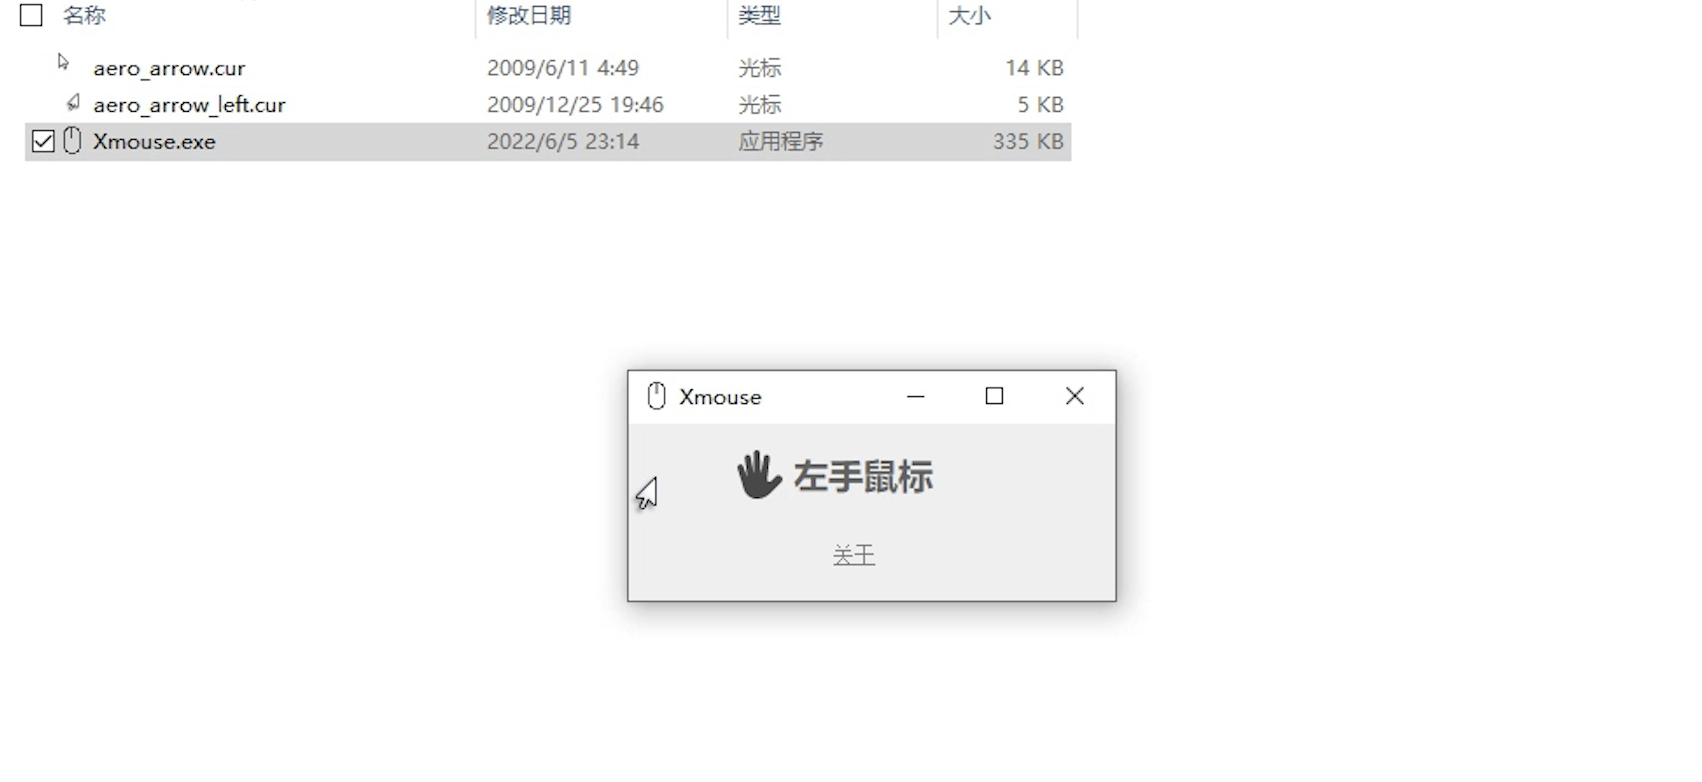 名称 修改日期 类型 大小
aero_arrow.cur 2009/6/11 4:49 光标 14 KB
aero_arrow_left.cur 2009/12/25 19:46 光标 5 KB
Xmouse.exe 2022/6/5 23:14 应用程序 335 KB
Xmouse
左手鼠标
关王